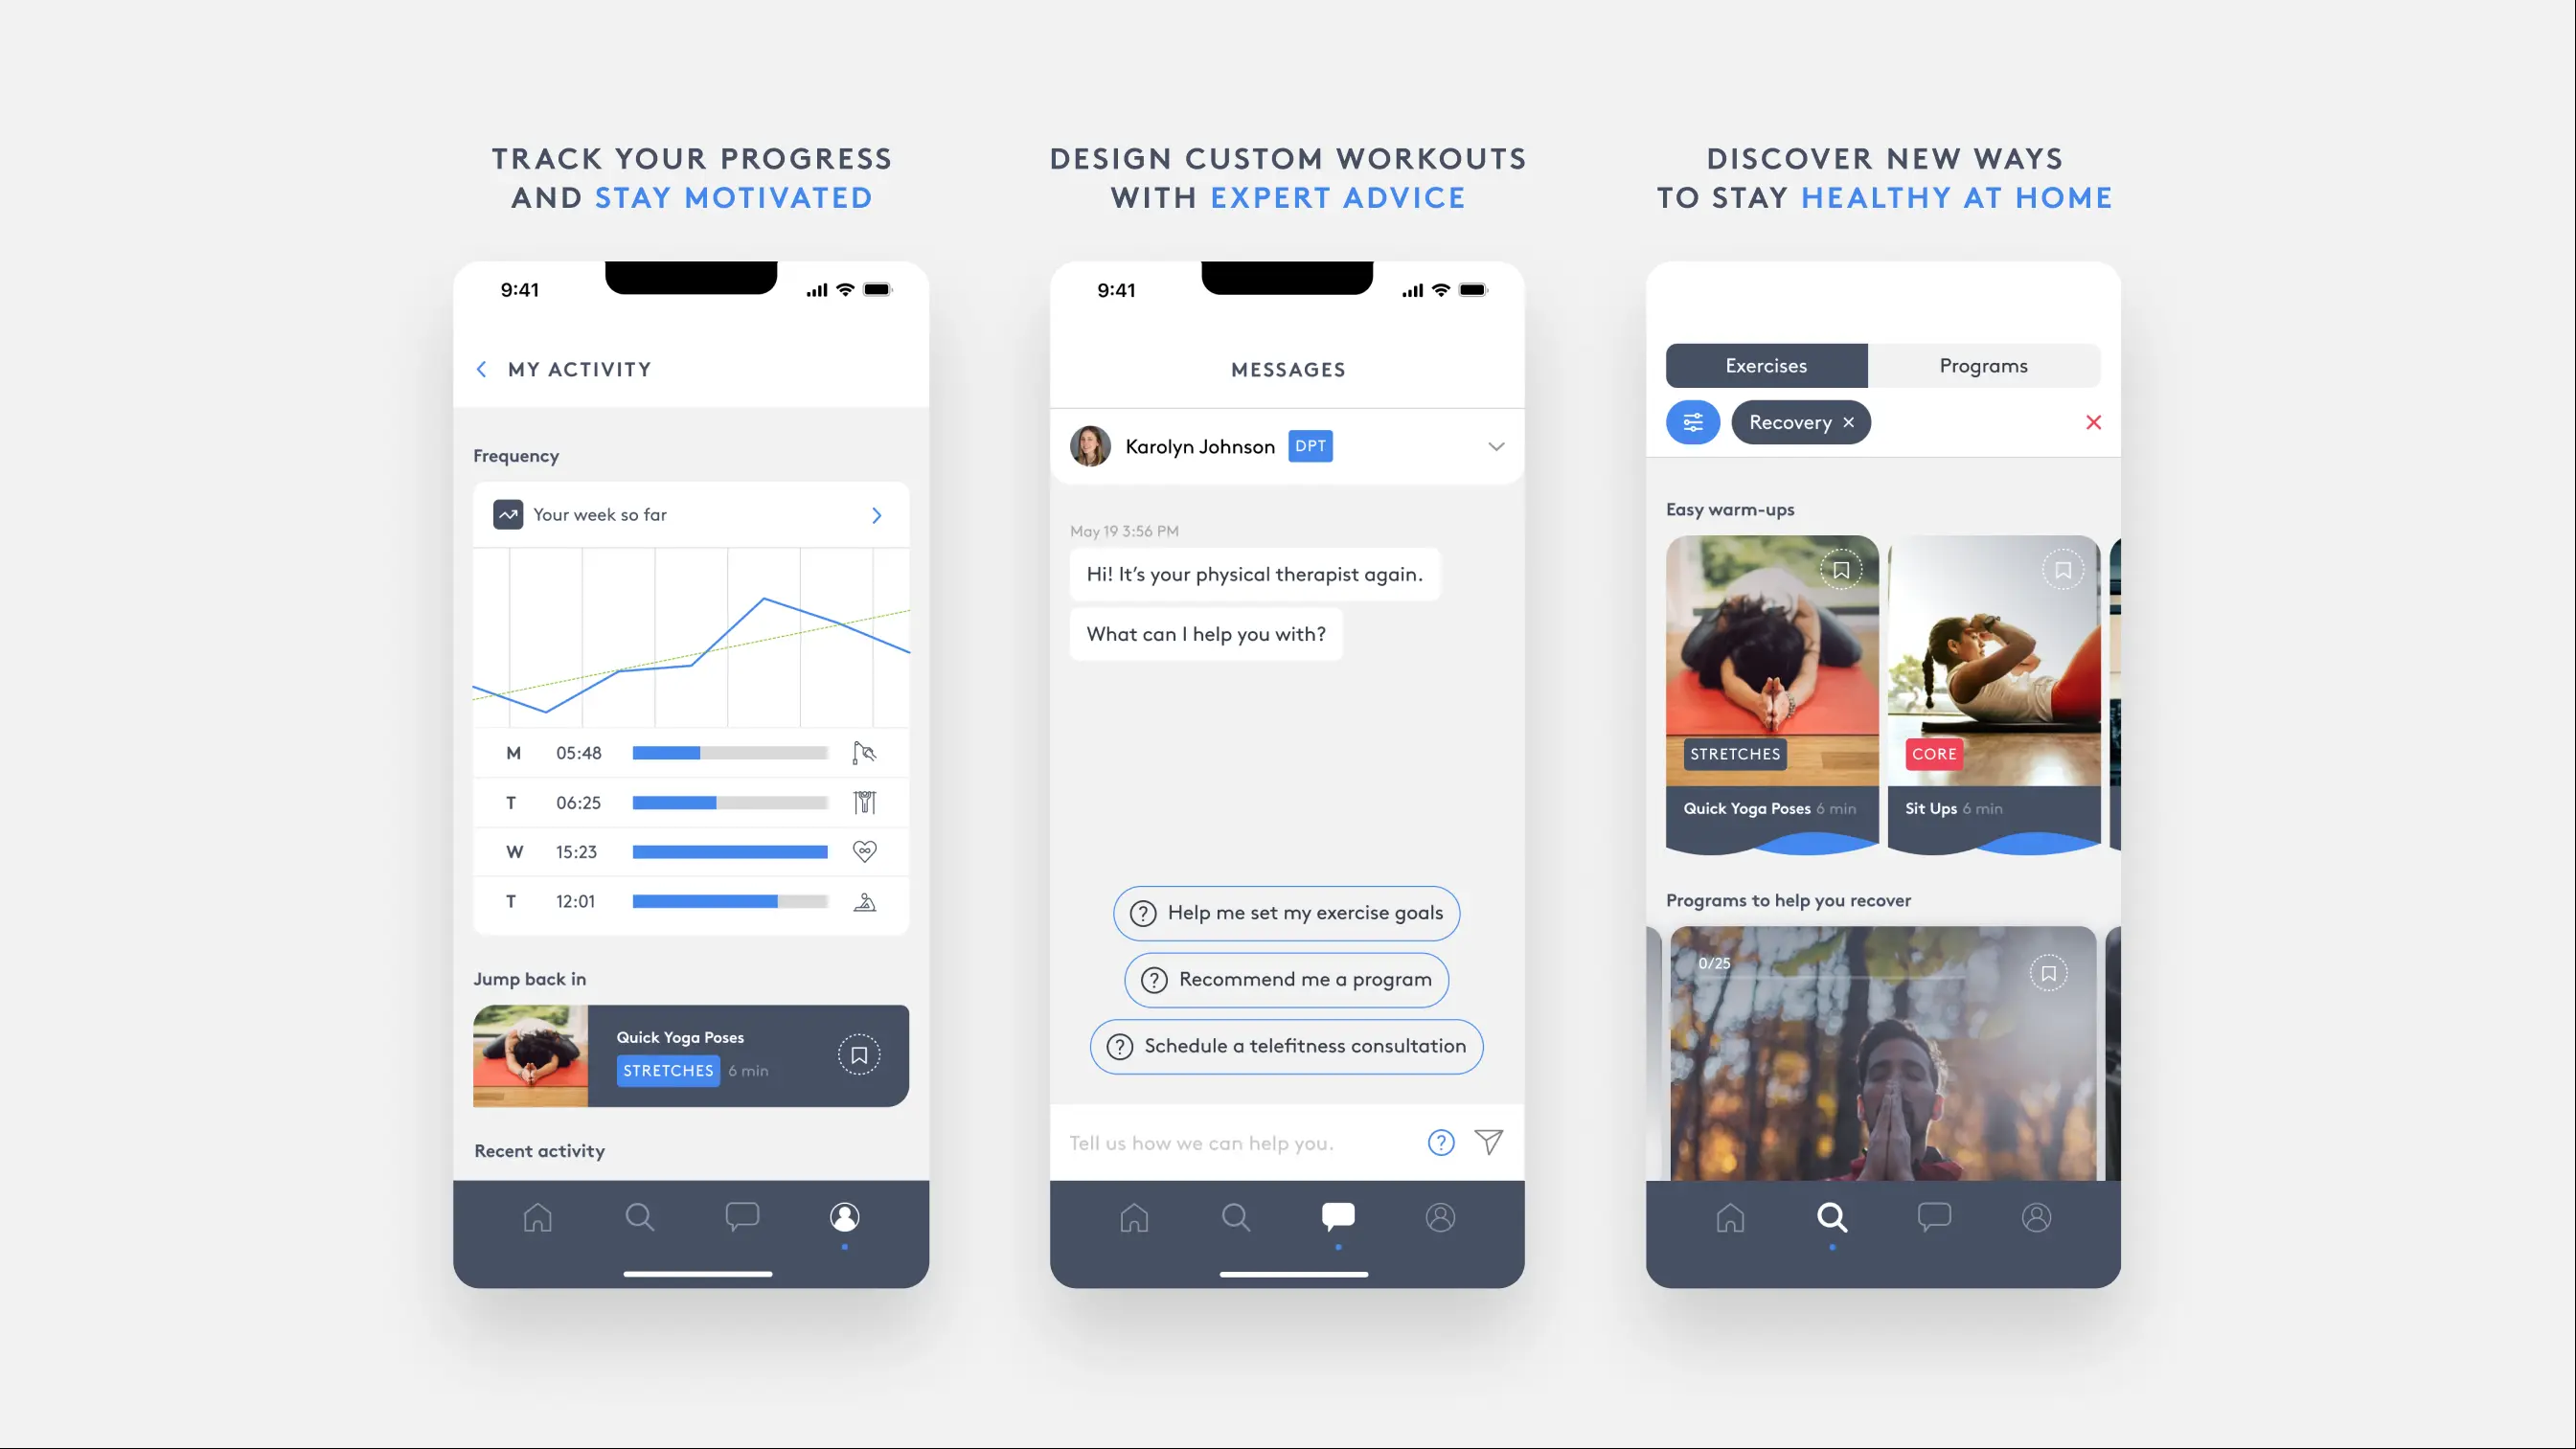 TRACK YOUR PROGRESS
AND STAY MOTIVATED
9:41
MY ACTIVITY
Frequency
Your week so far
M 05:48
T 06:25
W 15:23
T 12:01
Jump back in
Quick Yoga Poses
STRETCHES 6 min
Recent activity
DESIGN CUSTOM WORKOUTS
WITH EXPERT ADVICE
9:41
MESSAGES
Karolyn Johnson DPT
May 19 3:56 PM
Hi! It’s your physical therapist again.
What can I help you with?
? Help me set my exercise goals
? Recommend me a program
? Schedule a telefitness consultation
Tell us how we can help you. ?
DISCOVER NEW WAYS
TO STAY HEALTHY AT HOME
Exercises Programs
Recovery ×
Easy warm-ups
STRETCHES
Quick Yoga Poses 6 min
CORE
Sit Ups 6 min
Programs to help you recover
0/25